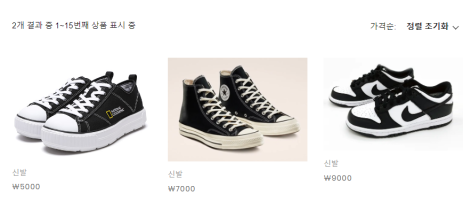 2개 결과 중 1~15번째 상품 표시 중
가격순: 정렬 초기화
신발
₩5000
신발
₩7000
신발
₩9000